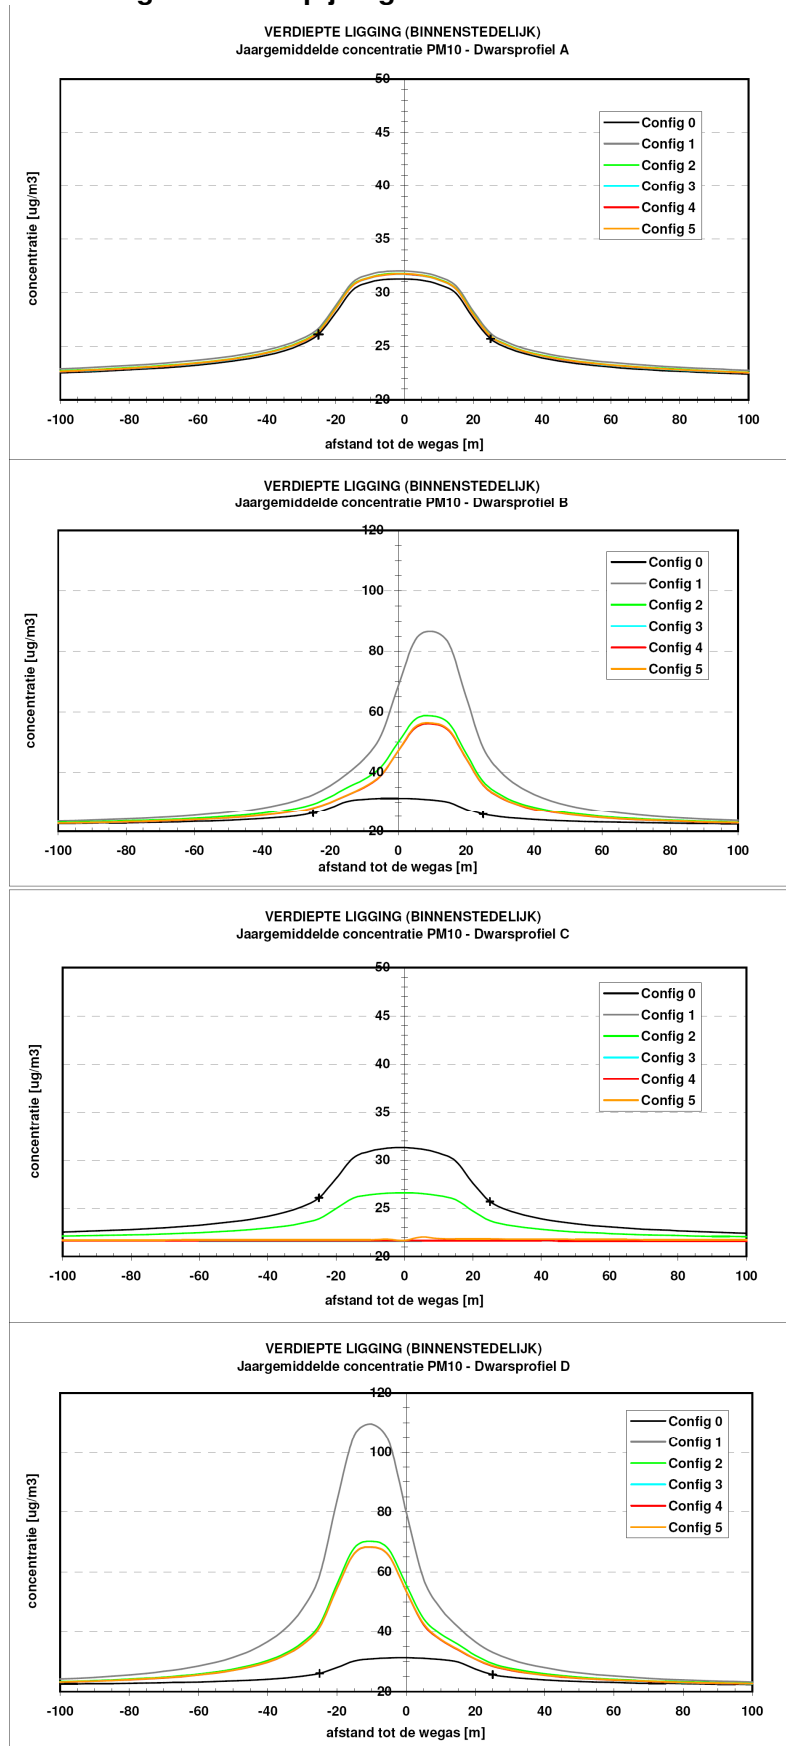 VERDIEPTE LIGGING (BINNENSTEDELIJK)
Jaargemiddelde concentratie PM10 - Dwarsprofiel A
50
45
40
35
30
25
20
concentratie [ug/m3]
Config 0
Config 1
Config 2
Config 3
Config 4
Config 5
-100 -80 -60 -40 -20 0 20 40 60 80 100
afstand tot de wegas [m]
VERDIEPTE LIGGING (BINNENSTEDELIJK)
Jaargemiddelde concentratie PM10 - Dwarsprofiel B
120
100
80
60
40
20
concentratie [ug/m3]
Config 0
Config 1
Config 2
Config 3
Config 4
Config 5
-100 -80 -60 -40 -20 0 20 40 60 80 100
afstand tot de wegas [m]
VERDIEPTE LIGGING (BINNENSTEDELIJK)
Jaargemiddelde concentratie PM10 - Dwarsprofiel C
50
45
40
35
30
25
20
concentratie [ug/m3]
Config 0
Config 1
Config 2
Config 3
Config 4
Config 5
-100 -80 -60 -40 -20 0 20 40 60 80 100
afstand tot de wegas [m]
VERDIEPTE LIGGING (BINNENSTEDELIJK)
Jaargemiddelde concentratie PM10 - Dwarsprofiel D
120
100
80
60
40
20
concentratie [ug/m3]
Config 0
Config 1
Config 2
Config 3
Config 4
Config 5
-100 -80 -60 -40 -20 0 20 40 60 80 100
afstand tot de wegas [m]